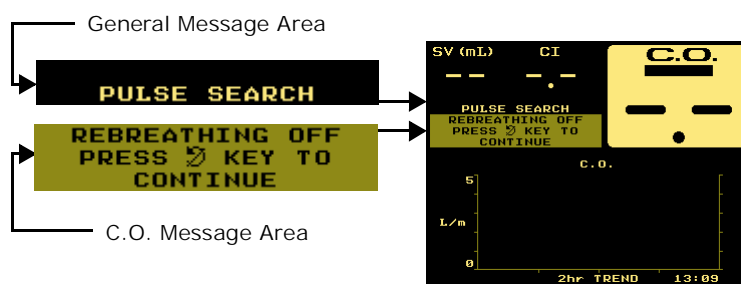 General Message Area
PULSE SEARCH
REBREATHING OFF
PRESS KEY TO
CONTINUE
C.O. Message Area
SV (mL) CI
C.O.
-- -.-
-- -.
PULSE SEARCH
REBREATHING OFF
PRESS KEY TO
CONTINUE
C.O.
5
L/m
0
2hr TREND 13:09